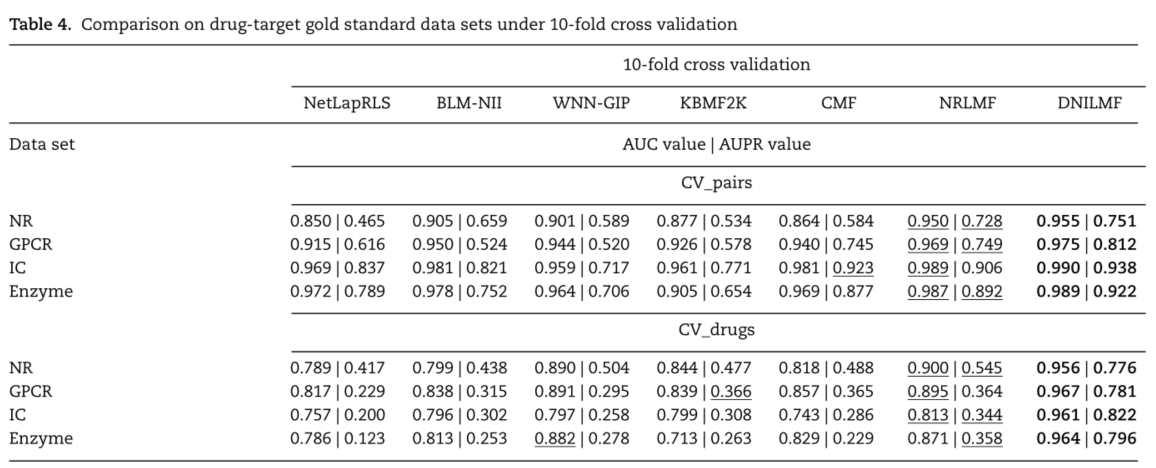 Table 4. Comparison on drug-target gold standard data sets under 10-fold cross validation
10-fold cross validation
NetLapRLS BLM-NII WNN-GIP KBMF2K CMF NRLMF DNILMF
Data set AUC value | AUPR value
CV_pairs
NR 0.850 | 0.465 0.905 | 0.659 0.901 | 0.589 0.877 | 0.534 0.864 | 0.584 0.950 | 0.728 0.955 | 0.751
GPCR 0.915 | 0.616 0.950 | 0.524 0.944 | 0.520 0.926 | 0.578 0.940 | 0.745 0.969 | 0.749 0.975 | 0.812
IC 0.969 | 0.837 0.981 | 0.821 0.959 | 0.717 0.961 | 0.771 0.981 | 0.923 0.989 | 0.906 0.990 | 0.938
Enzyme 0.972 | 0.789 0.978 | 0.752 0.964 | 0.706 0.905 | 0.654 0.969 | 0.877 0.987 | 0.892 0.989 | 0.922
CV_drugs
NR 0.789 | 0.417 0.799 | 0.438 0.890 | 0.504 0.844 | 0.477 0.818 | 0.488 0.900 | 0.545 0.956 | 0.776
GPCR 0.817 | 0.229 0.838 | 0.315 0.891 | 0.295 0.839 | 0.366 0.857 | 0.365 0.895 | 0.364 0.967 | 0.781
IC 0.757 | 0.200 0.796 | 0.302 0.797 | 0.258 0.799 | 0.308 0.743 | 0.286 0.813 | 0.344 0.961 | 0.822
Enzyme 0.786 | 0.123 0.813 | 0.253 0.882 | 0.278 0.713 | 0.263 0.829 | 0.229 0.871 | 0.358 0.964 | 0.796